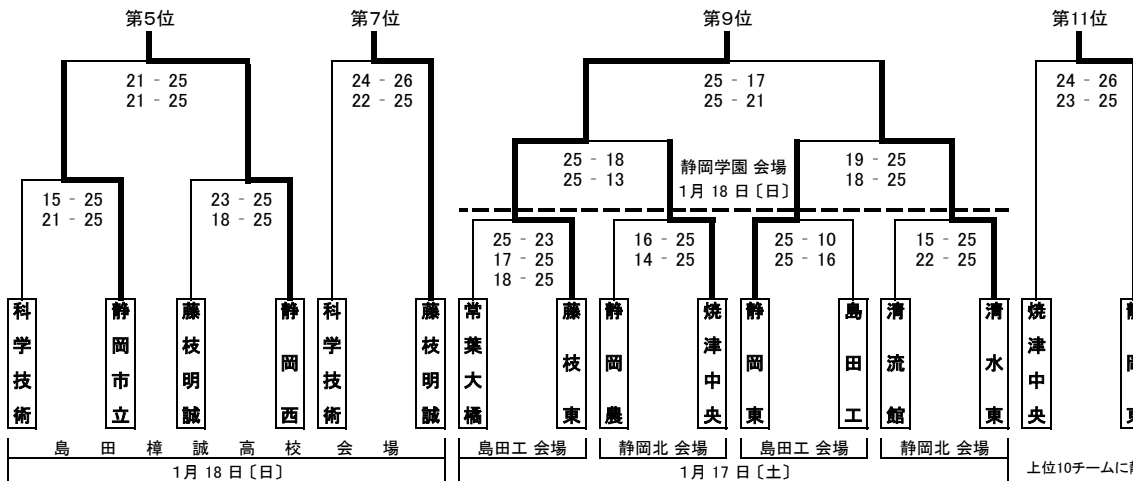 第5位 第7位 第9位 第11位
21 - 25 24 - 26 25 - 17 24 - 26
21 - 25 22 - 25 25 - 21 23 - 25
25 - 18 静岡学園 会場 19 - 25
25 - 13 1月 18 日〔日〕 18 - 25
15 - 25 23 - 25
21 - 25 18 - 25
25 - 23 16 - 25 25 - 10 15 - 25
17 - 25 14 - 25 25 - 16 22 - 25
18 - 25
科学技術
静岡市立
藤枝明誠
静岡西
科学技術
藤枝明誠
常葉大橘
藤枝東
静岡農
焼津中央
静岡東
島田工
清流館
清水東
焼津中央
静岡東
島田樟誠高校会場 島田工 会場 静岡北 会場 島田工 会場 静岡北 会場
1月 18 日〔日〕 1月 17 日〔土〕 上位10チームに